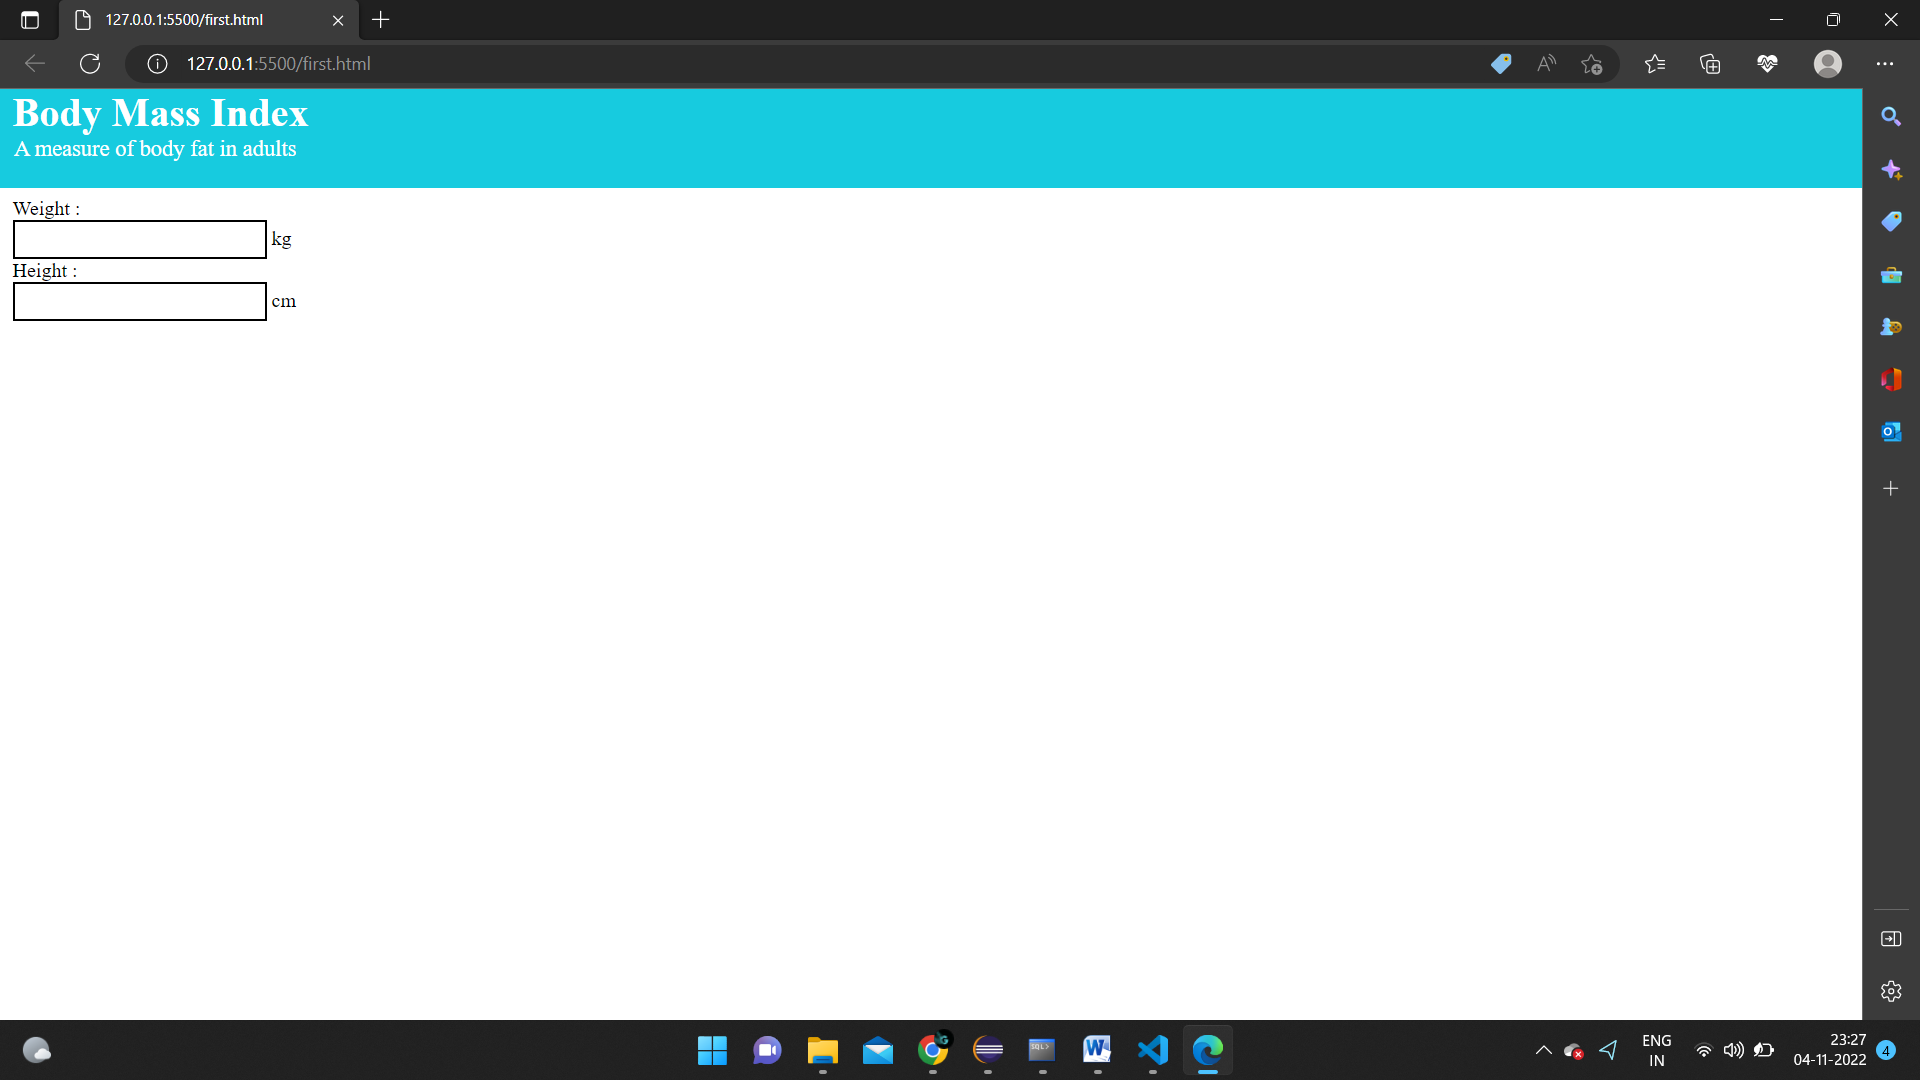 127.0.0.1:5500/first.html
127.0.0.1:5500/first.html
Body Mass Index
A measure of body fat in adults
Weight :
kg
Height :
cm
SQL>
ENG
IN
23:27
04-11-2022
4